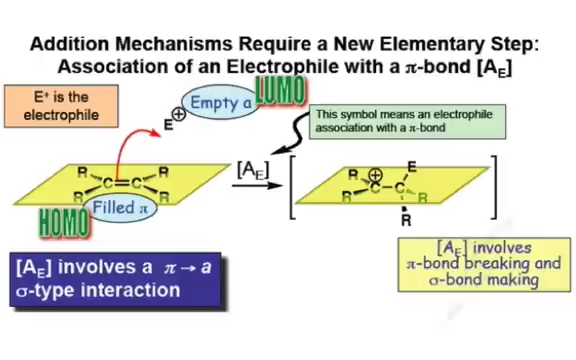 Addition Mechanisms Require a New Elementary Step:
Association of an Electrophile with a π-bond [A_E]
E⁺ is the
electrophile
E⊕
Empty a
LUMO
This symbol means an electrophile
association with a π-bond
R R
C=C
R R
[A_E]
E
R ⊕ R
C-C
R R
R
HOMO
Filled π
[A_E] involves a π→a
σ-type interaction
[A_E] involves
π-bond breaking and
σ-bond making